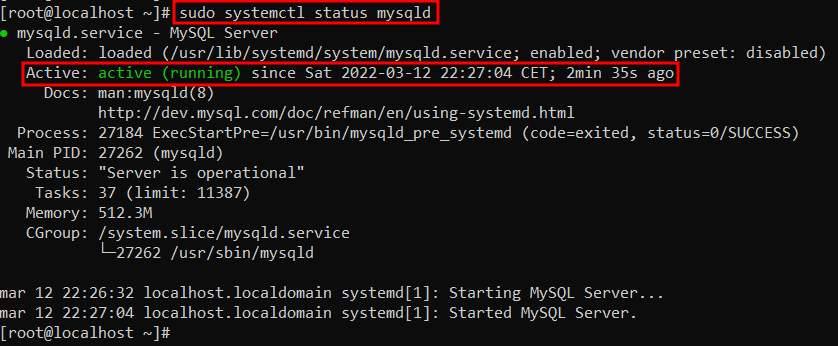 [root@localhost ~]# sudo systemctl status mysqld
● mysqld.service - MySQL Server
   Loaded: loaded (/usr/lib/systemd/system/mysqld.service; enabled; vendor preset: disabled)
   Active: active (running) since Sat 2022-03-12 22:27:04 CET; 2min 35s ago
     Docs: man:mysqld(8)
           http://dev.mysql.com/doc/refman/en/using-systemd.html
  Process: 27184 ExecStartPre=/usr/bin/mysqld_pre_systemd (code=exited, status=0/SUCCESS)
 Main PID: 27262 (mysqld)
   Status: "Server is operational"
    Tasks: 37 (limit: 11387)
   Memory: 512.3M
   CGroup: /system.slice/mysqld.service
           └─27262 /usr/sbin/mysqld
mar 12 22:26:32 localhost.localdomain systemd[1]: Starting MySQL Server...
mar 12 22:27:04 localhost.localdomain systemd[1]: Started MySQL Server.
[root@localhost ~]#